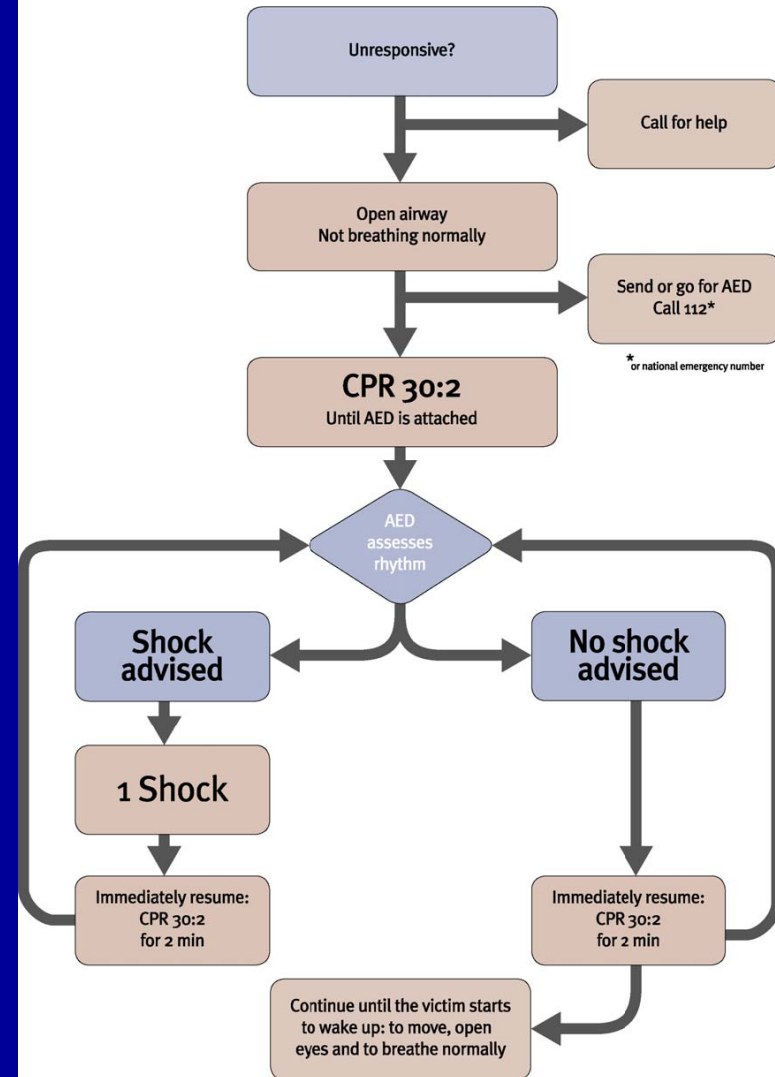 Unresponsive?
Call for help
Open airway
Not breathing normally
Send or go for AED
Call 112*
*or national emergency number
CPR 30:2
Until AED is attached
AED
assesses
rhythm
Shock
advised
No shock
advised
1 Shock
Immediately resume:
CPR 30:2
for 2 min
Immediately resume:
CPR 30:2
for 2 min
Continue until the victim starts
to wake up: to move, open
eyes and to breathe normally